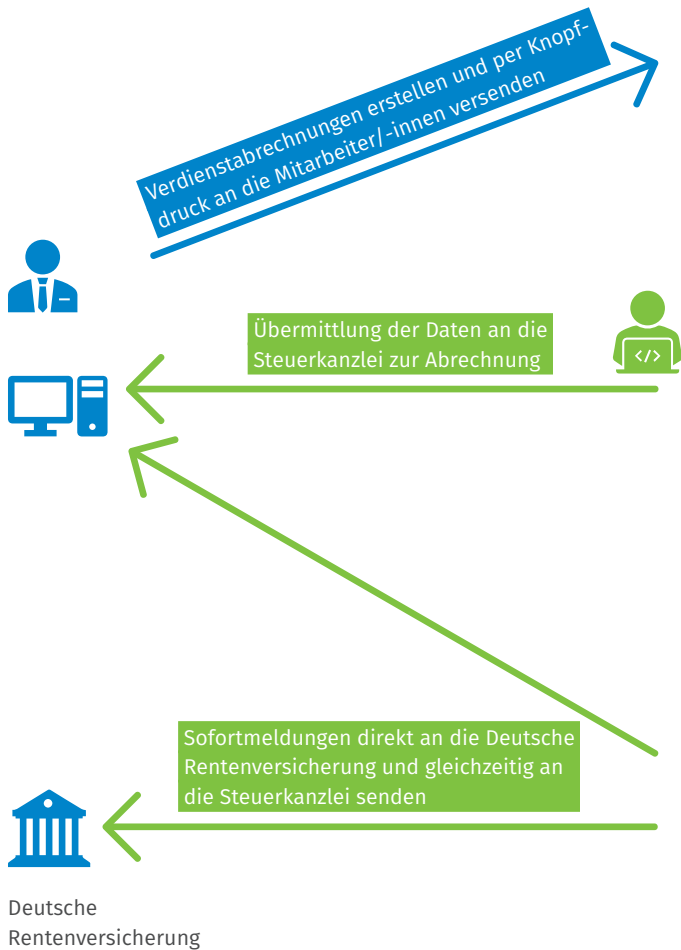 Verdienstabrechnungen erstellen und per Knopf-
druck an die Mitarbeiter/-innen versenden
Übermittlung der Daten an die
Steuerkanzlei zur Abrechnung
</>
Sofortmeldungen direkt an die Deutsche
Rentenversicherung und gleichzeitig an
die Steuerkanzlei senden
Deutsche
Rentenversicherung